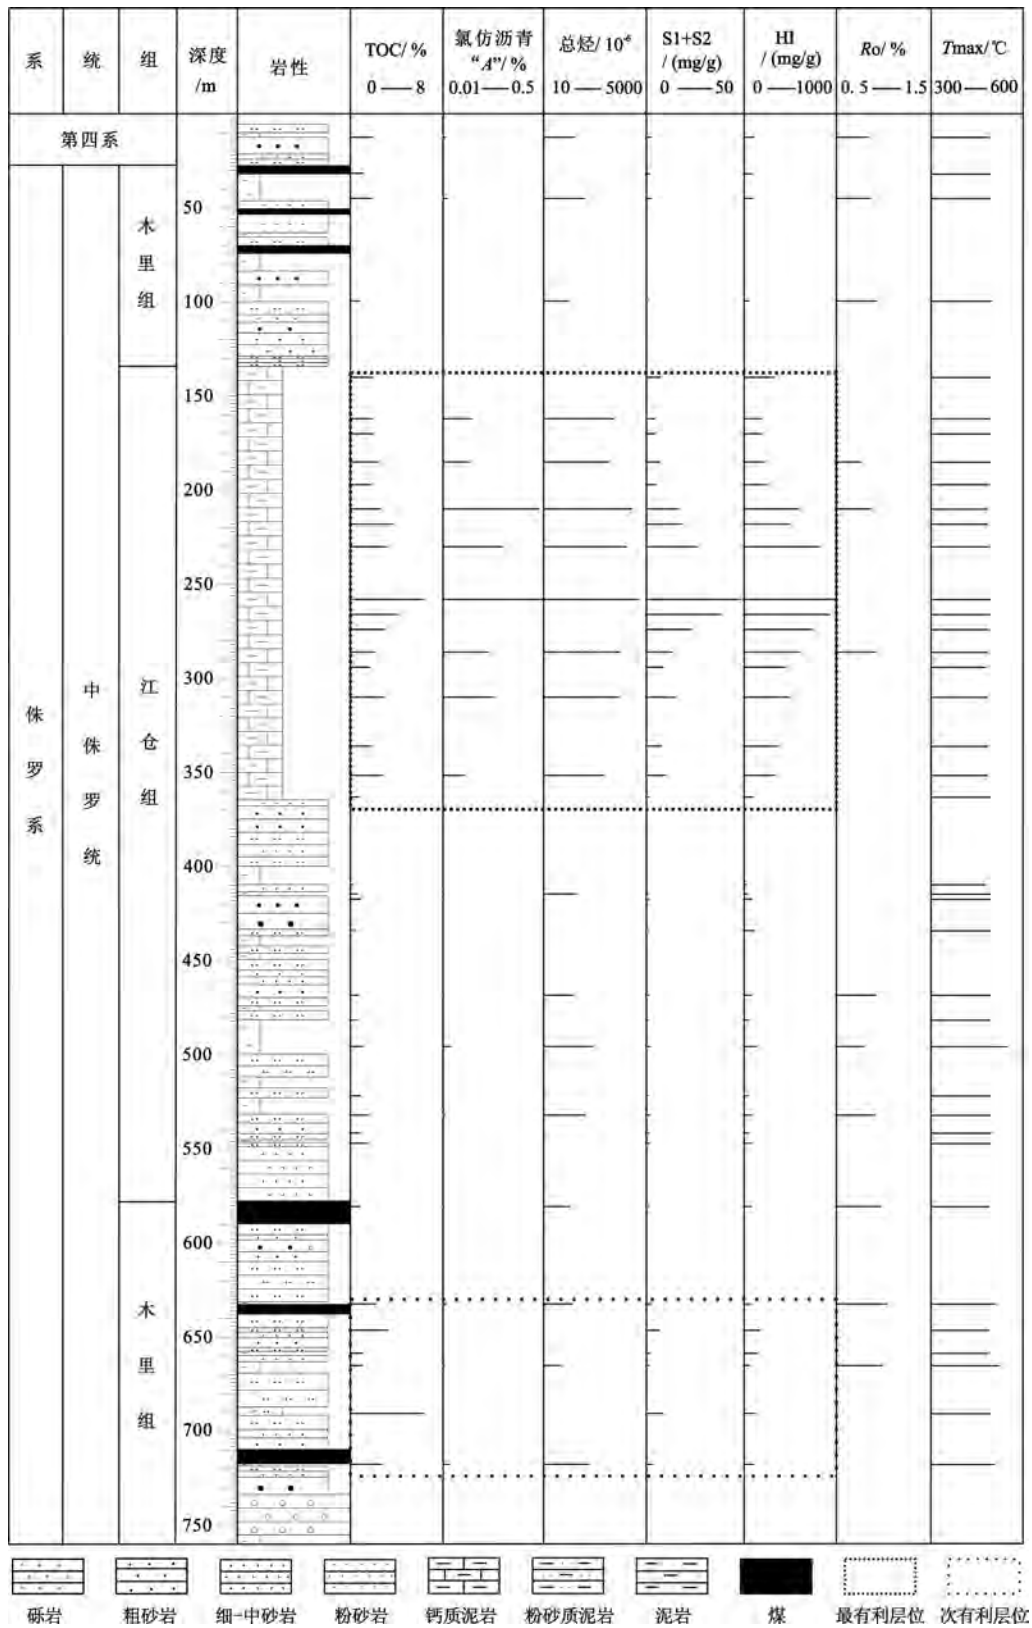 系 统 组 深度/m 岩性 TOC/ % 氯仿沥青“A”/ % 总烃/ 10⁻⁶ S1+S2/ (mg/g) HI/ (mg/g) Ro/ % Tmax/℃
0 8 0.01 0.5 10 5000 0 50 0 1000 0. 5 1.5 300 600
第四系
侏罗系
中侏罗统
木里组
江仓组
木里组
50
100
150
200
250
300
350
400
450
500
550
600
650
700
750
砾岩 粗砂岩 细-中砂岩 粉砂岩 钙质泥岩 粉砂质泥岩 泥岩 煤 最有利层位 次有利层位